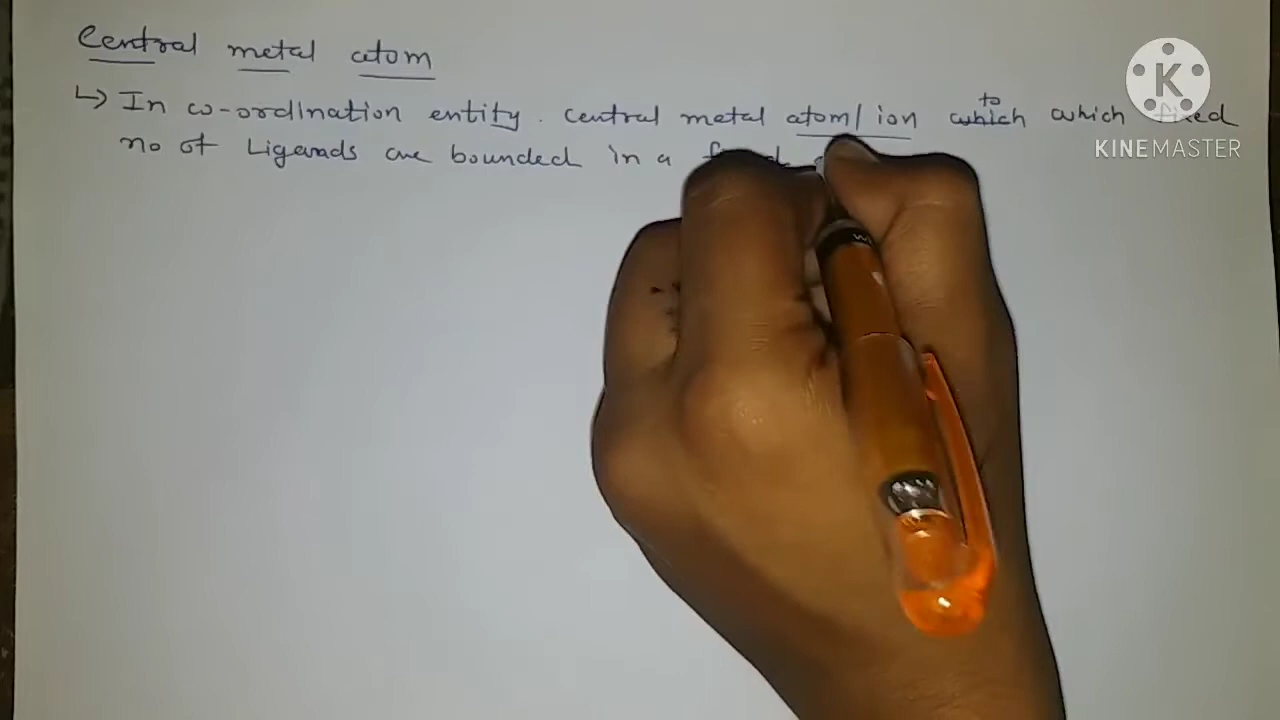 Central metal atom
↳ In co-ordination entity. central metal atom/ion to which which fixed
no of Ligands are bounded in a
K
KINEMASTER